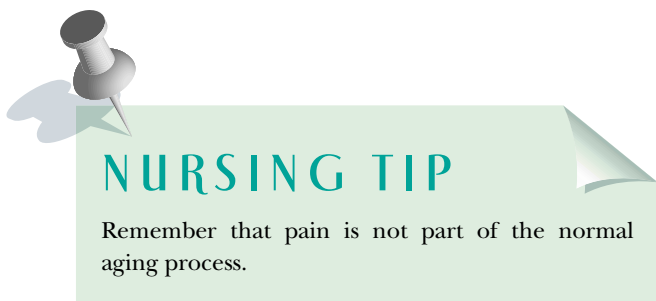 NURSING TIP
Remember that pain is not part of the normal
aging process.